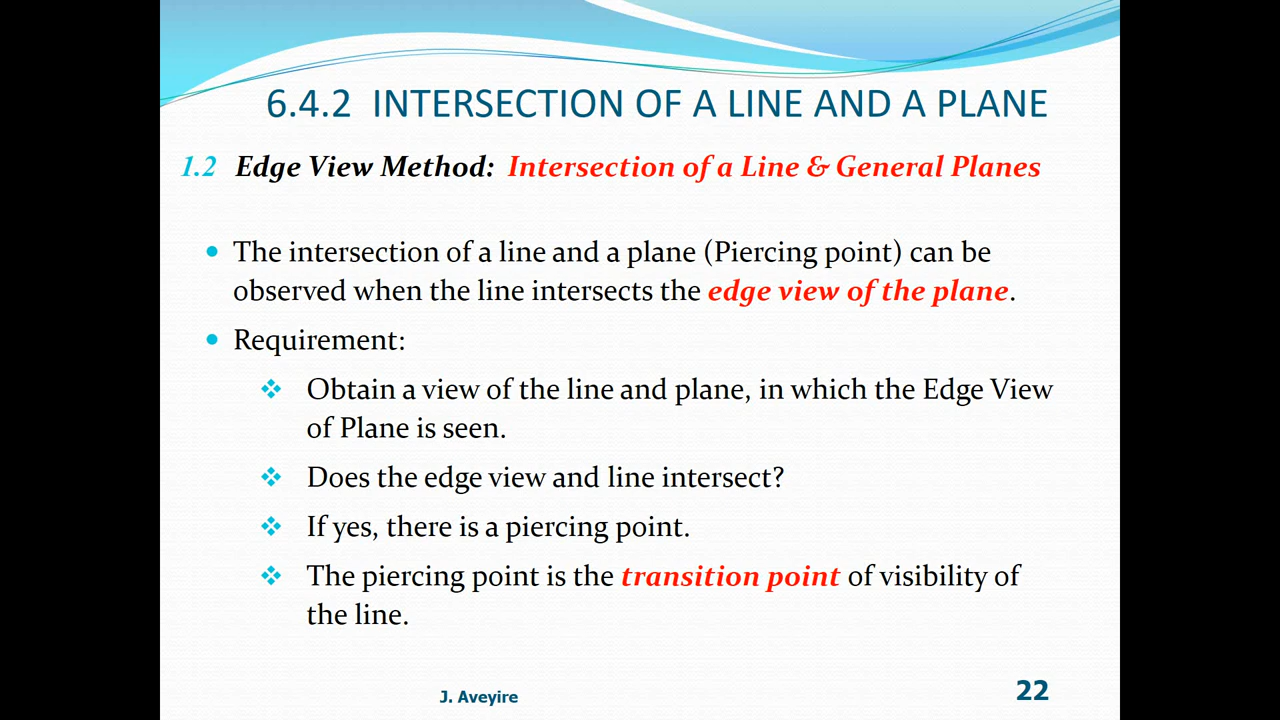 6.4.2 INTERSECTION OF A LINE AND A PLANE
1.2 Edge View Method: Intersection of a Line & General Planes
• The intersection of a line and a plane (Piercing point) can be
observed when the line intersects the edge view of the plane.
• Requirement:
❖ Obtain a view of the line and plane, in which the Edge View
of Plane is seen.
❖ Does the edge view and line intersect?
❖ If yes, there is a piercing point.
❖ The piercing point is the transition point of visibility of
the line.
J. Aveyire
22